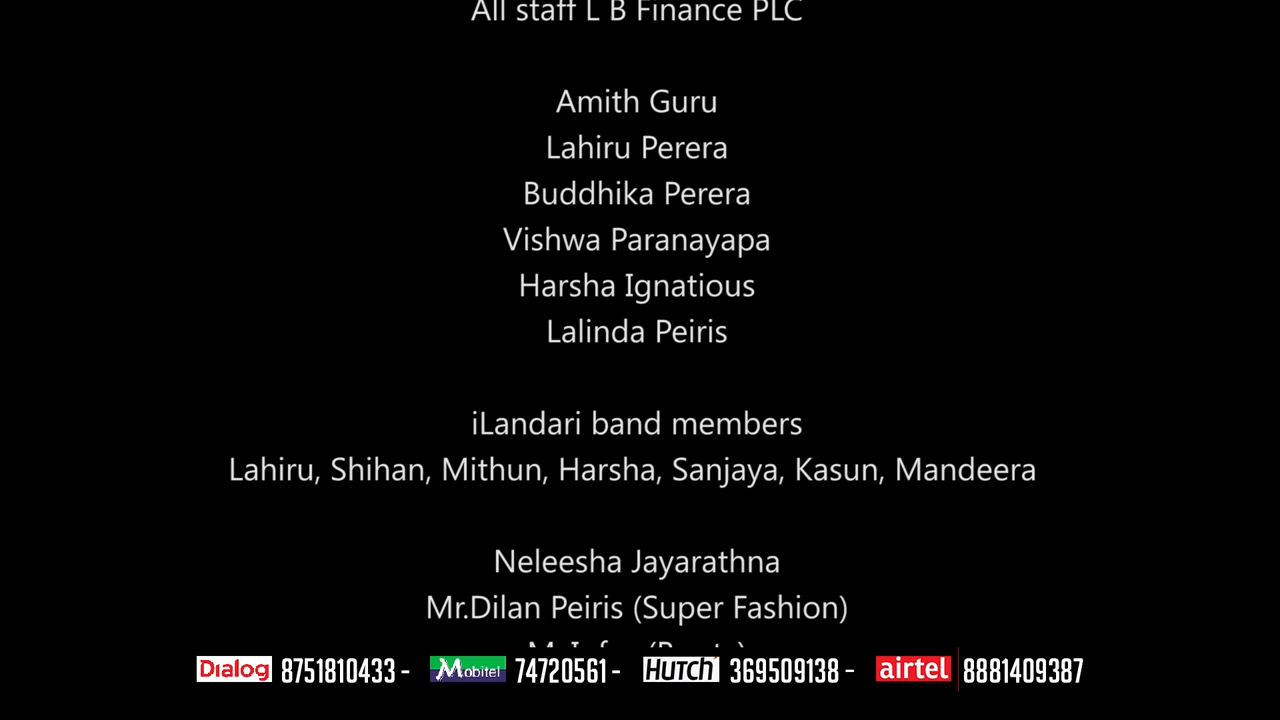 All staff L B Finance PLC
Amith Guru
Lahiru Perera
Buddhika Perera
Vishwa Paranayapa
Harsha Ignatious
Lalinda Peiris
iLandari band members
Lahiru, Shihan, Mithun, Harsha, Sanjaya, Kasun, Mandeera
Neleesha Jayarathna
Mr.Dilan Peiris (Super Fashion)
Dialog 8751810433 - Mobitel 74720561 - HUTCH 369509138 - airtel 8881409387